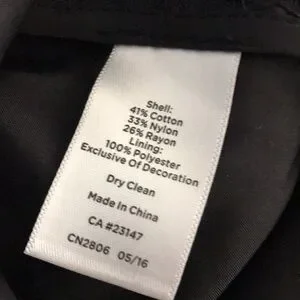 Shell:
41% Cotton
33% Nylon
26% Rayon
Lining:
100% Polyester
Exclusive Of Decoration
Dry Clean
Made In China
CA #23147
CN2806 05/16